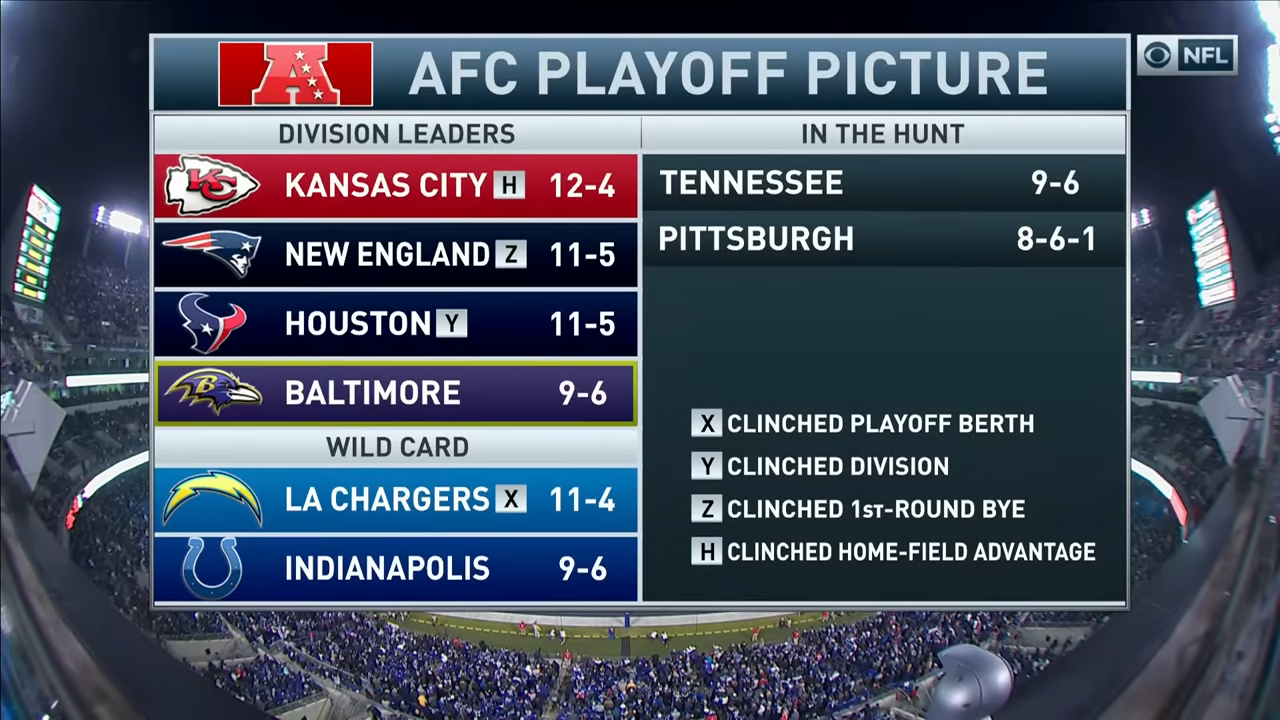 AFC PLAYOFF PICTURE
NFL
DIVISION LEADERS
KANSAS CITY H 12-4
NEW ENGLAND Z 11-5
HOUSTON Y 11-5
BALTIMORE 9-6
WILD CARD
LA CHARGERS X 11-4
INDIANAPOLIS 9-6
IN THE HUNT
TENNESSEE 9-6
PITTSBURGH 8-6-1
X CLINCHED PLAYOFF BERTH
Y CLINCHED DIVISION
Z CLINCHED 1ST-ROUND BYE
H CLINCHED HOME-FIELD ADVANTAGE